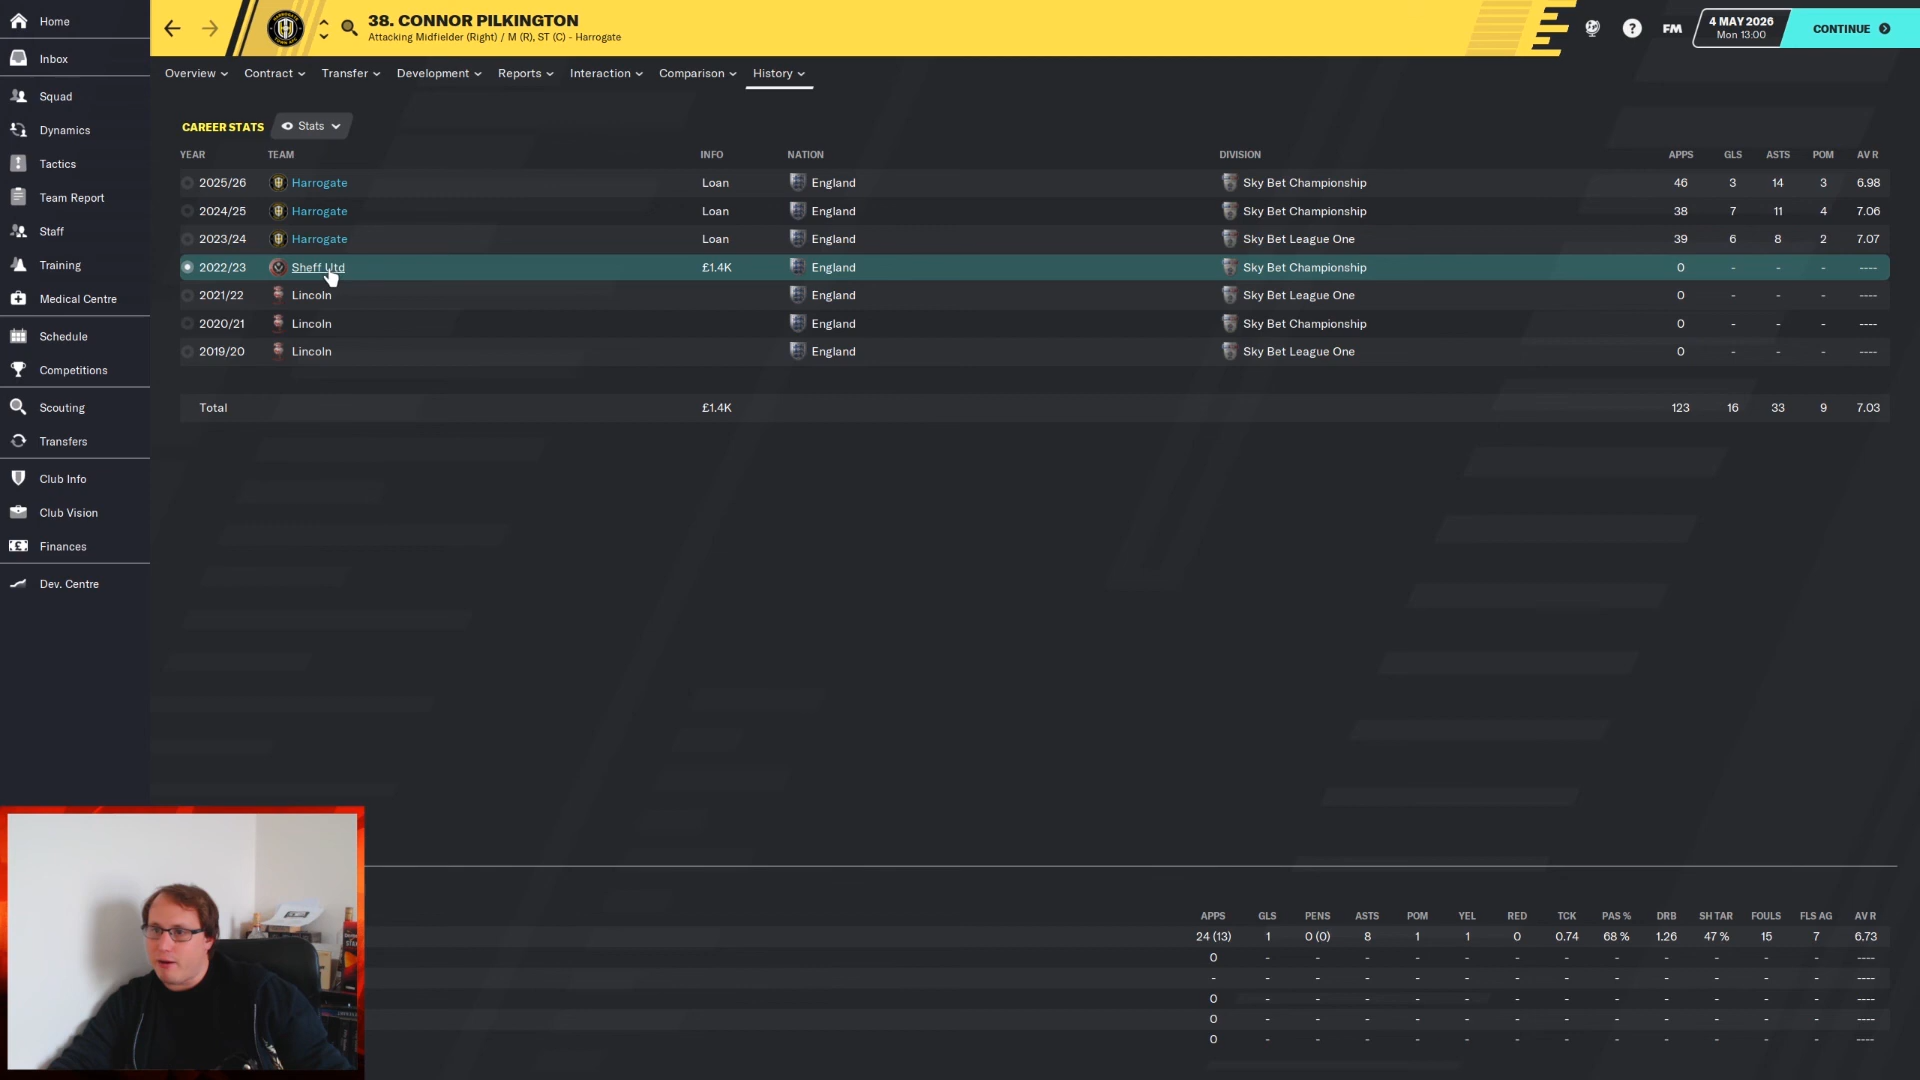 Home
Inbox
Squad
Dynamics
Tactics
Team Report
Staff
Training
Medical Centre
Schedule
Competitions
Scouting
Transfers
Club Info
Club Vision
Finances
Dev. Centre
38. CONNOR PILKINGTON
Attacking Midfielder (Right) / M (R), ST (C) - Harrogate
FM
4 MAY 2026
Mon 13:00
CONTINUE
Overview Contract Transfer Development Reports Interaction Comparison History
CAREER STATS Stats
YEAR TEAM INFO NATION DIVISION APPS GLS ASTS POM AV R
2025/26 Harrogate Loan England Sky Bet Championship 46 3 14 3 6.98
2024/25 Harrogate Loan England Sky Bet Championship 38 7 11 4 7.06
2023/24 Harrogate Loan England Sky Bet League One 39 6 8 2 7.07
2022/23 Sheff Utd £1.4K England Sky Bet Championship 0 - - - ----
2021/22 Lincoln England Sky Bet League One 0 - - - ----
2020/21 Lincoln England Sky Bet Championship 0 - - - ----
2019/20 Lincoln England Sky Bet League One 0 - - - ----
Total £1.4K 123 16 33 9 7.03
APPS GLS PENS ASTS POM YEL RED TCK PAS % DRB SH TAR FOULS FLS AG AV R
24 (13) 1 0 (0) 8 1 1 0 0.74 68 % 1.26 47 % 15 7 6.73
0 - - - - - - - - - - - - ----
- - - - - - - - - - - - - ----
0 - - - - - - - - - - - - ----
0 - - - - - - - - - - - - ----
0 - - - - - - - - - - - - ----